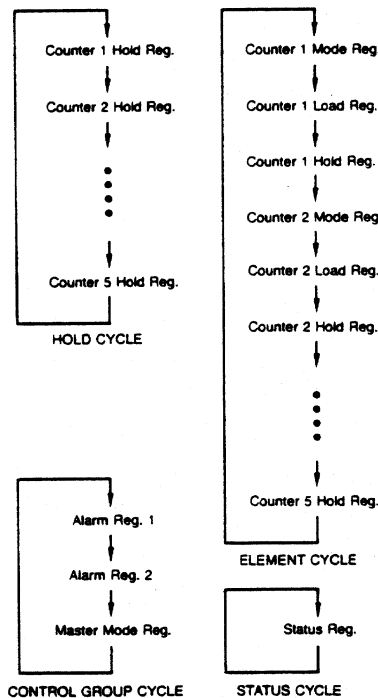 Counter 1 Hold Reg.
Counter 2 Hold Reg.
Counter 5 Hold Reg.
HOLD CYCLE
Counter 1 Mode Reg
Counter 1 Load Reg.
Counter 1 Hold Reg.
Counter 2 Mode Reg
Counter 2 Load Reg.
Counter 2 Hold Reg.
Counter 5 Hold Reg.
ELEMENT CYCLE
Alarm Reg. 1
Alarm Reg. 2
Master Mode Reg.
CONTROL GROUP CYCLE
Status Reg.
STATUS CYCLE